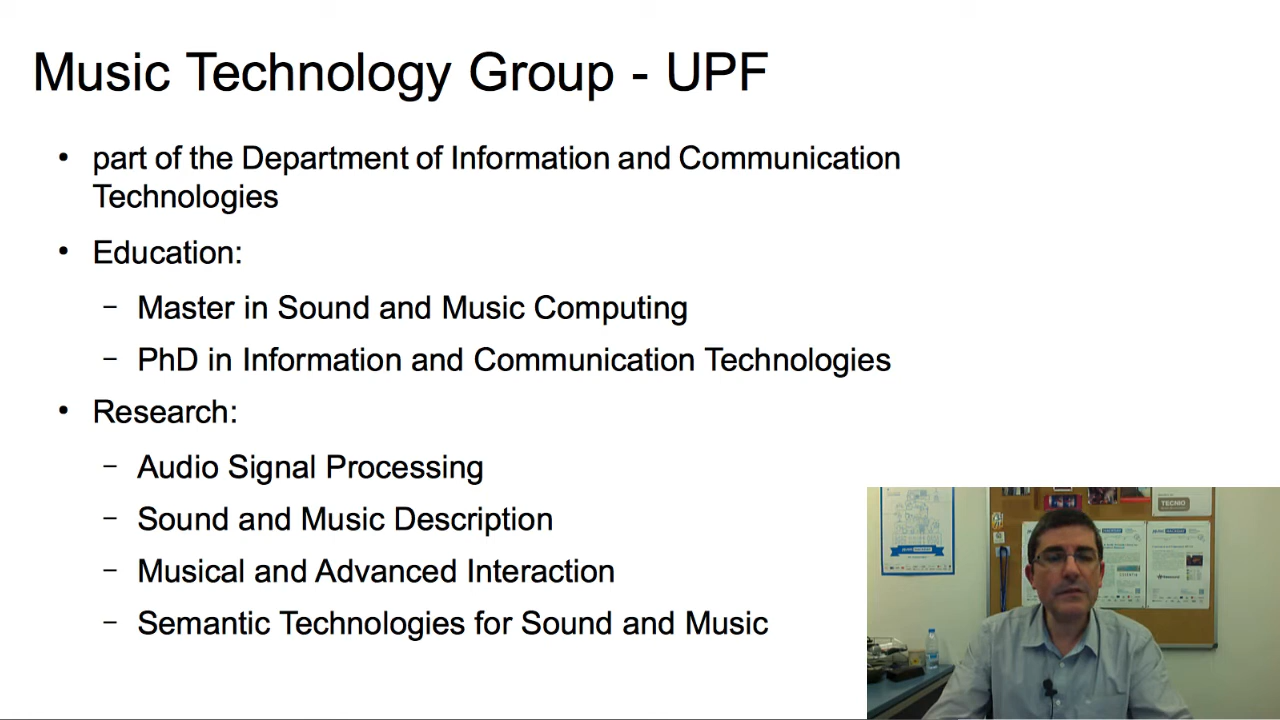 Music Technology Group - UPF
• part of the Department of Information and Communication
Technologies
• Education:
– Master in Sound and Music Computing
– PhD in Information and Communication Technologies
• Research:
– Audio Signal Processing
– Sound and Music Description
– Musical and Advanced Interaction
– Semantic Technologies for Sound and Music
TECNIO